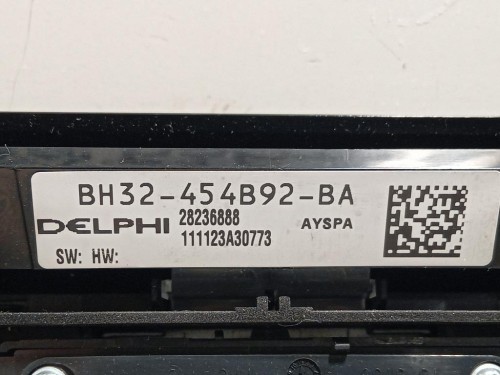 BH32-454B92-BA
DELPHI 28236888 AYSPA
111123A30773
SW: HW: